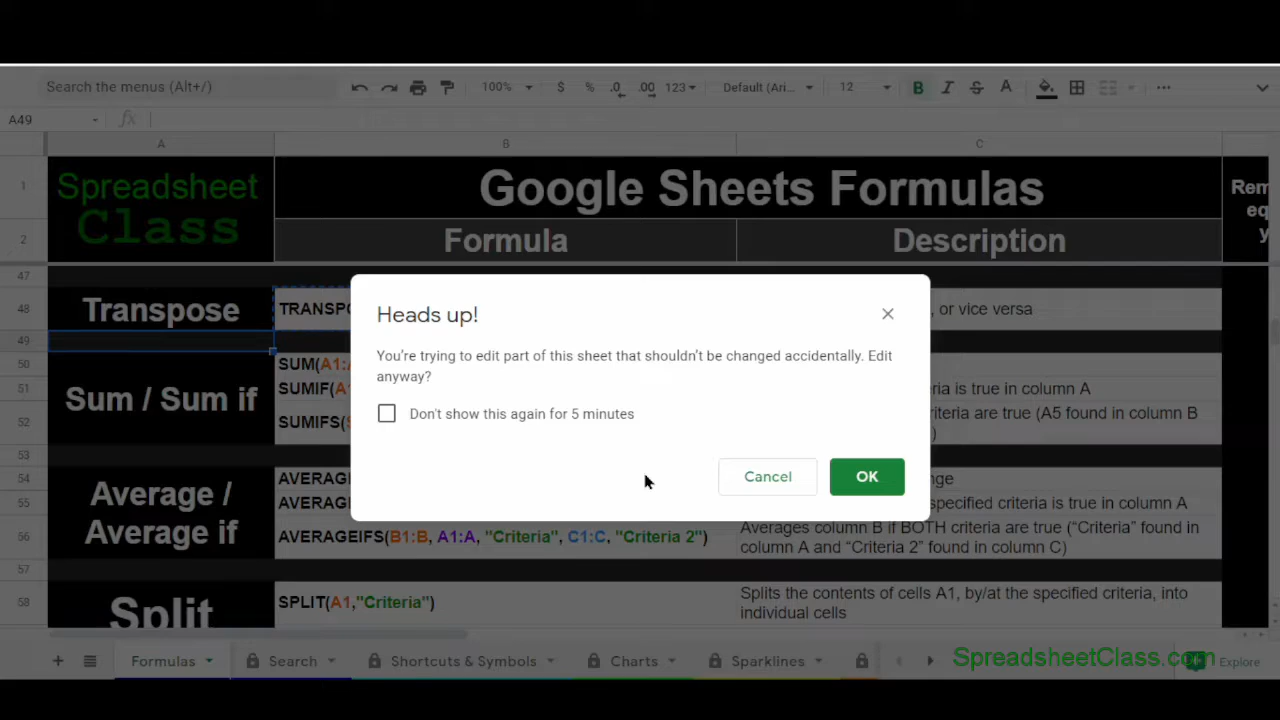 Search the menus (Alt+/)
100%
$
%
.0
.00
123
Default (Ari...
12
B
I
S
A
A49
fx
A
B
C
1
Spreadsheet
Class
Google Sheets Formulas
Rem
eq
y
2
Formula
Description
47
48
Transpose
TRANSPO
, or vice versa
49
50
SUM(A1:A
Sum / Sum if
51
SUMIF(A
eria is true in column A
52
SUMIFS(
riteria are true (A5 found in column B
)
53
54
AVERAGE
nge
Average /
Average if
55
AVERAGE
specified criteria is true in column A
56
AVERAGEIFS(B1:B, A1:A, "Criteria", C1:C, "Criteria 2")
Averages column B if BOTH criteria are true (“Criteria” found in
column A and “Criteria 2” found in column C)
57
58
Split
SPLIT(A1,"Criteria")
Splits the contents of cells A1, by/at the specified criteria, into
individual cells
Heads up!
You're trying to edit part of this sheet that shouldn't be changed accidentally. Edit
anyway?
Don't show this again for 5 minutes
Cancel
OK
Formulas
Search
Shortcuts & Symbols
Charts
Sparklines
SpreadsheetClass.com
Explore